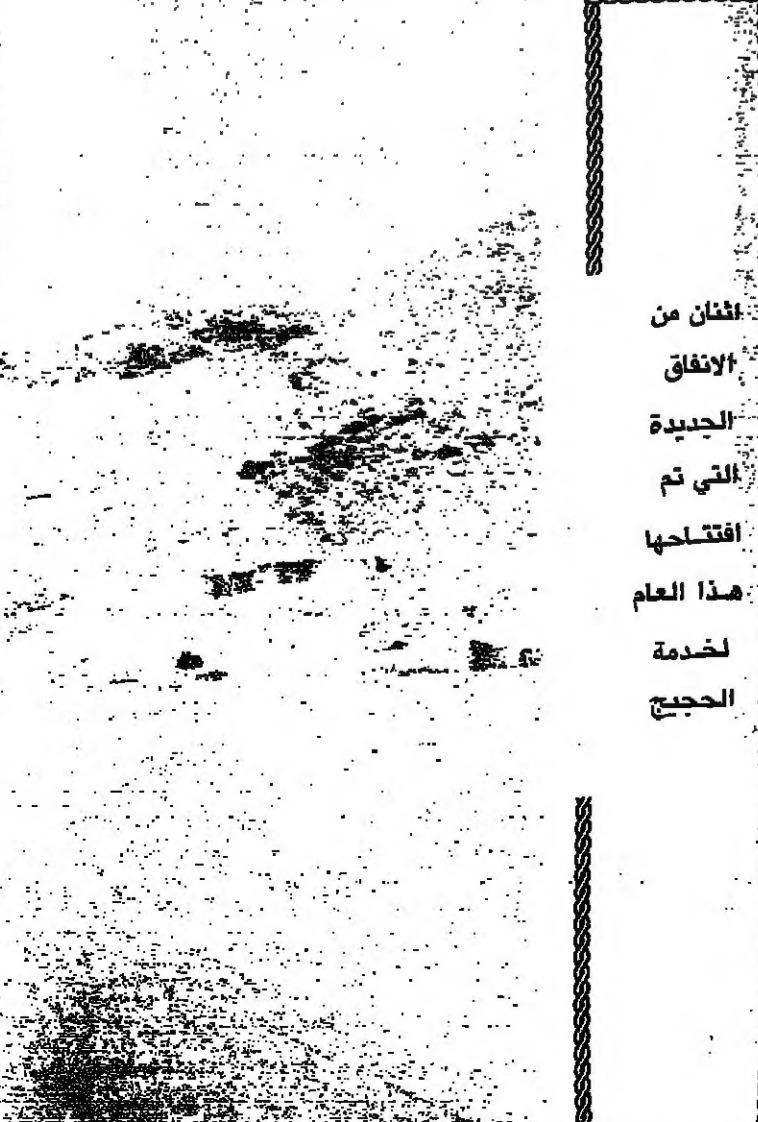 اثنان من
الانفاق
الجديدة
التي تم
افتتاحها
هذا العام
لخدمة
الحجيج